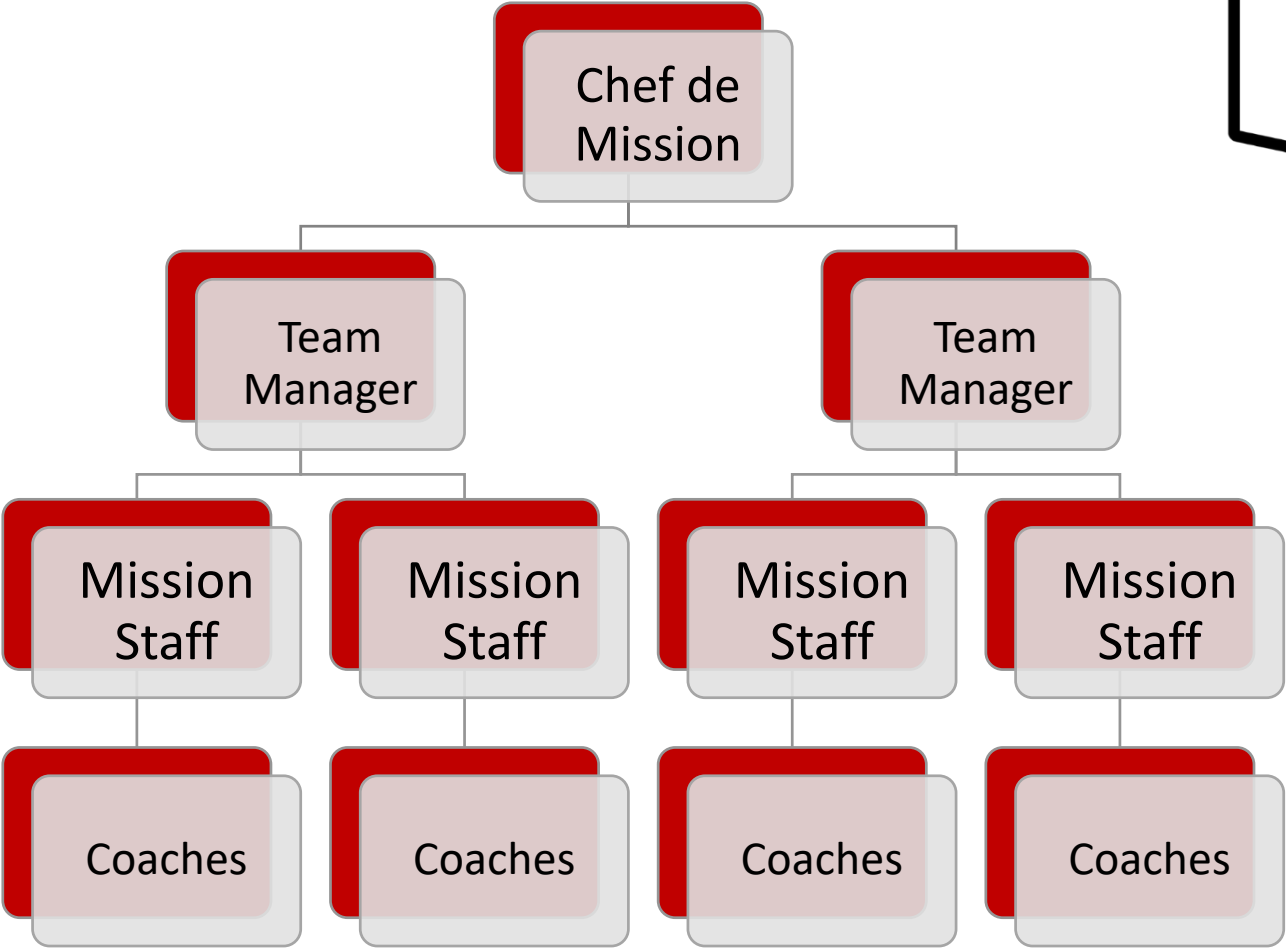 Chef de
Mission
Team
Manager
Team
Manager
Mission
Staff
Mission
Staff
Mission
Staff
Mission
Staff
Coaches
Coaches
Coaches
Coaches